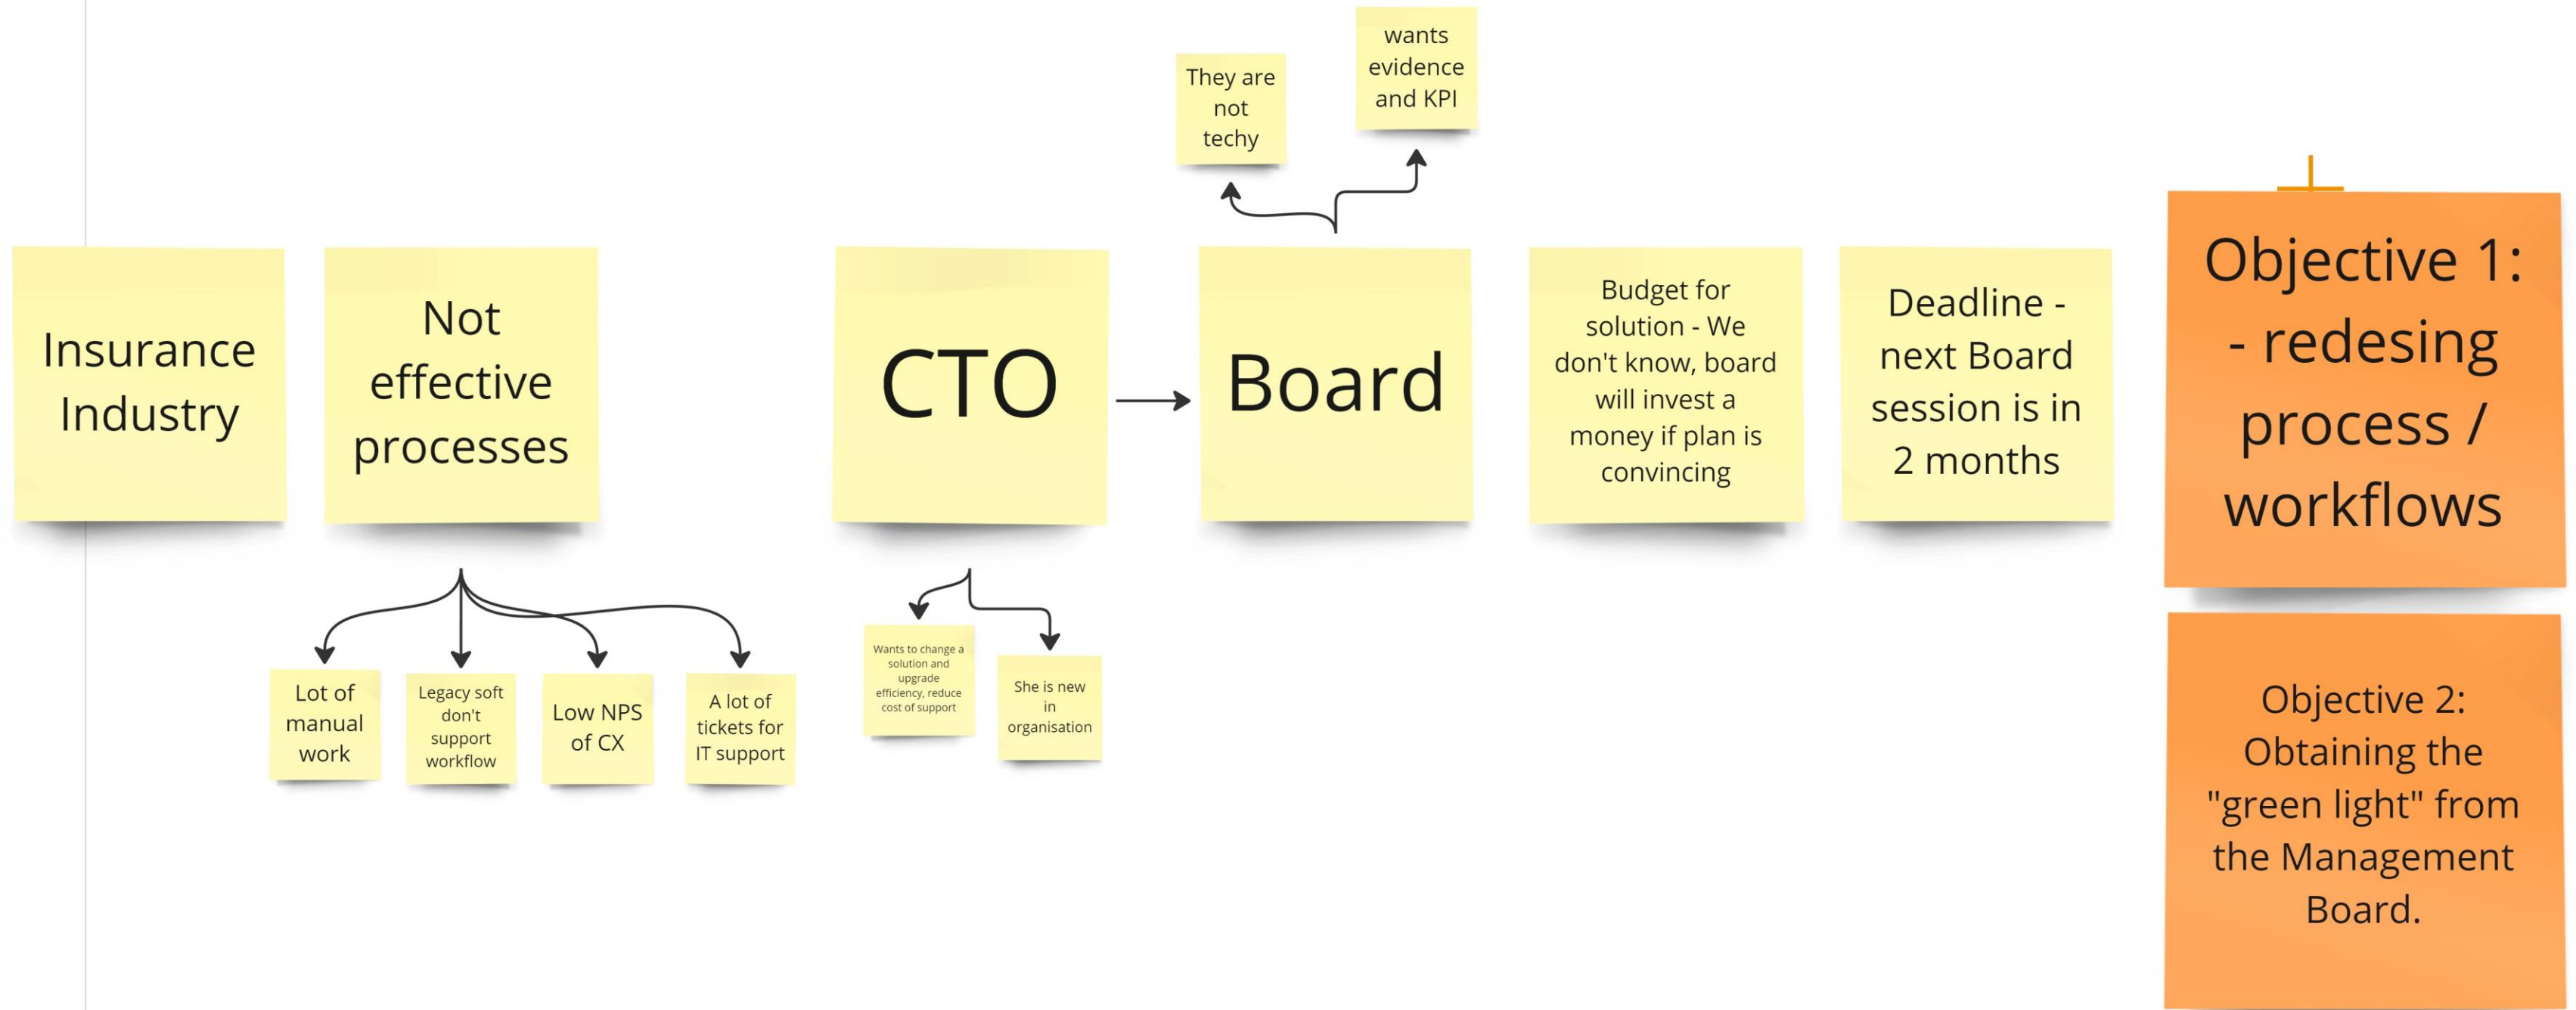 They are
not
techy
wants
evidence
and KPI
Insurance
Industry
Not
effective
processes
CTO
Board
Budget for
solution - We
don't know, board
will invest a
money if plan is
convincing
Deadline -
next Board
session is in
2 months
Objective 1:
- redesing
process /
workflows
Lot of
manual
work
Legacy soft
don't
support
workflow
Low NPS
of CX
A lot of
tickets for
IT support
Wants to change a
solution and
upgrade
efficiency, reduce
cost of support
She is new
in
organisation
Objective 2:
Obtaining the
"green light" from
the Management
Board.